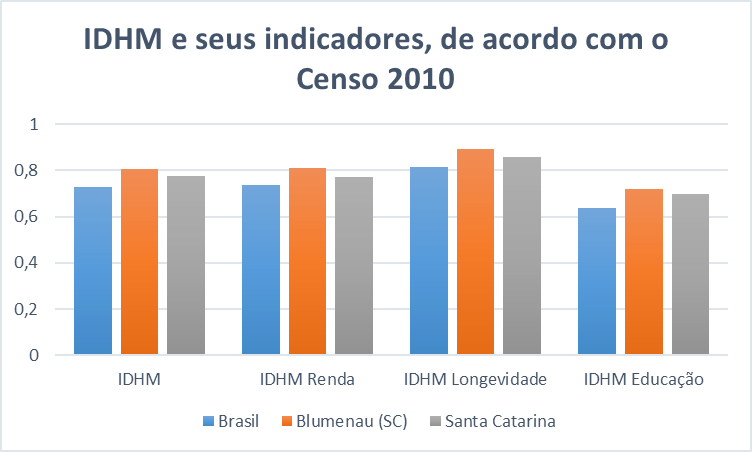 IDHM e seus indicadores, de acordo com o
Censo 2010
1
0,8
0,6
0,4
0,2
0
IDHM
IDHM Renda
IDHM Longevidade
IDHM Educação
Brasil
Blumenau (SC)
Santa Catarina